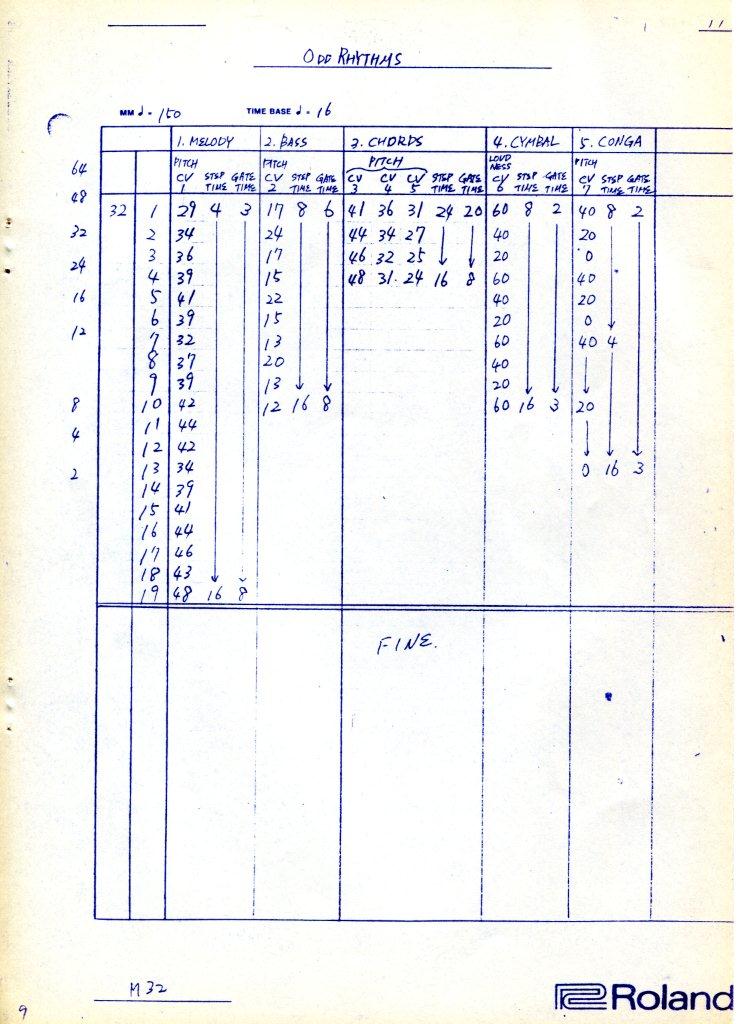 11
ODD RHYTHMS
MM ♩ = 150 TIME BASE ♩ = 16
1. MELODY 2. BASS 3. CHORDS 4. CYMBAL 5. CONGA
PITCH PITCH PITCH LOUDNESS PITCH
CV STEP GATE CV STEP GATE CV CV CV STEP GATE CV STEP GATE CV STEP GATE
1 TIME TIME 2 TIME TIME 3 4 5 TIME TIME 6 TIME TIME 7 TIME TIME
64
48
32
24
16
12
8
4
2
32 1 29 4 3 17 8 6 41 36 31 24 20 60 8 2 40 8 2
2 34 24 44 34 27 40 20
3 36 17 46 32 25 20 0
4 39 15 48 31 24 16 8 60 40
5 41 22 40 20
6 39 15 20 0
7 32 13 60 40 4
8 37 20 40
9 39 13 20
10 42 12 16 8 60 16 3 20
11 44
12 42
13 34 0 16 3
14 39
15 41
16 44
17 46
18 43
19 48 16 8
FINE.
M32
Roland
9